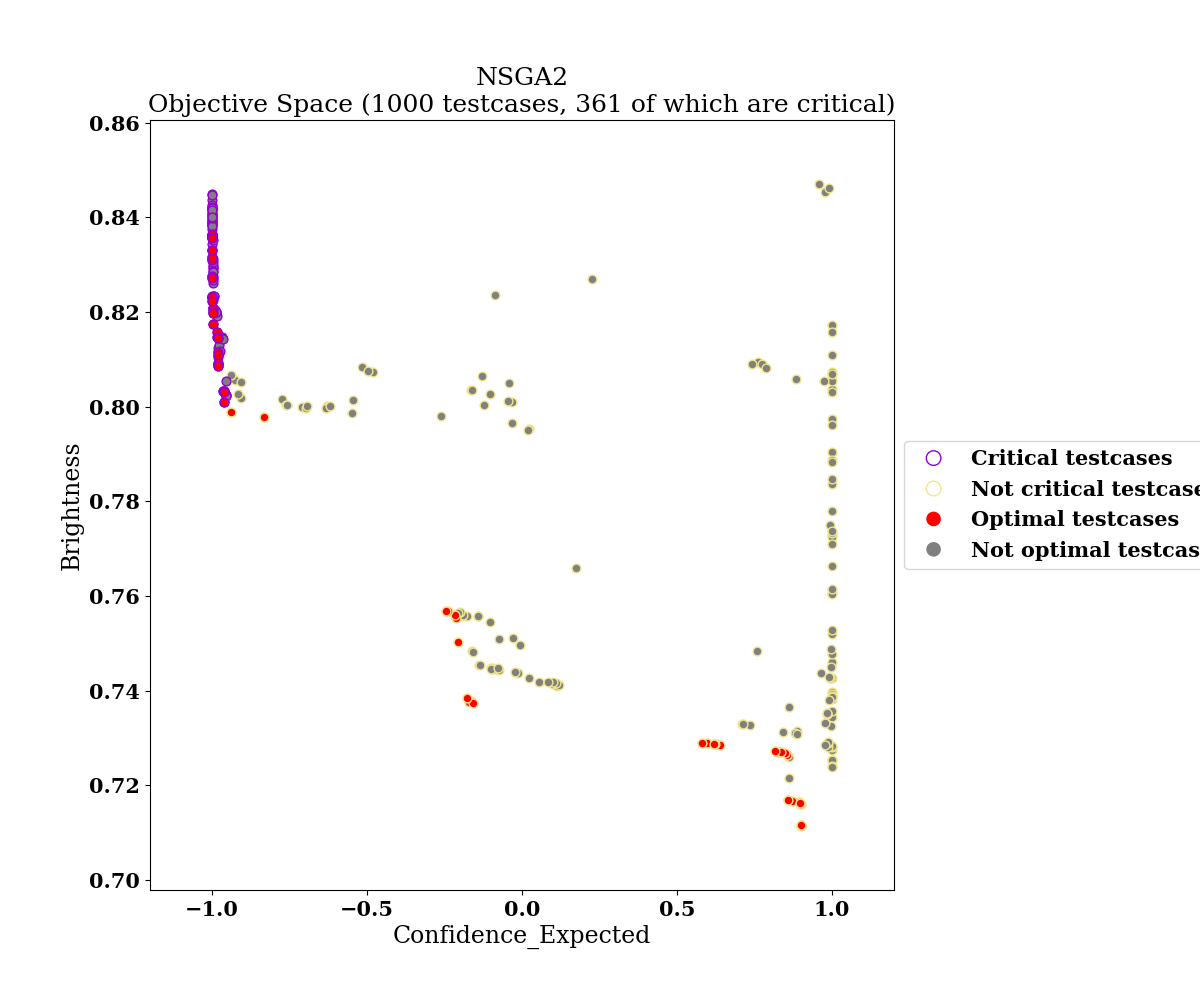 NSGA2
Objective Space (1000 testcases, 361 of which are critical)
0.86
0.84
0.82
0.80
0.78
0.76
0.74
0.72
0.70
Brightness
−1.0
−0.5
0.0
0.5
1.0
Confidence_Expected
Critical testcases
Not critical testcase
Optimal testcases
Not optimal testcas